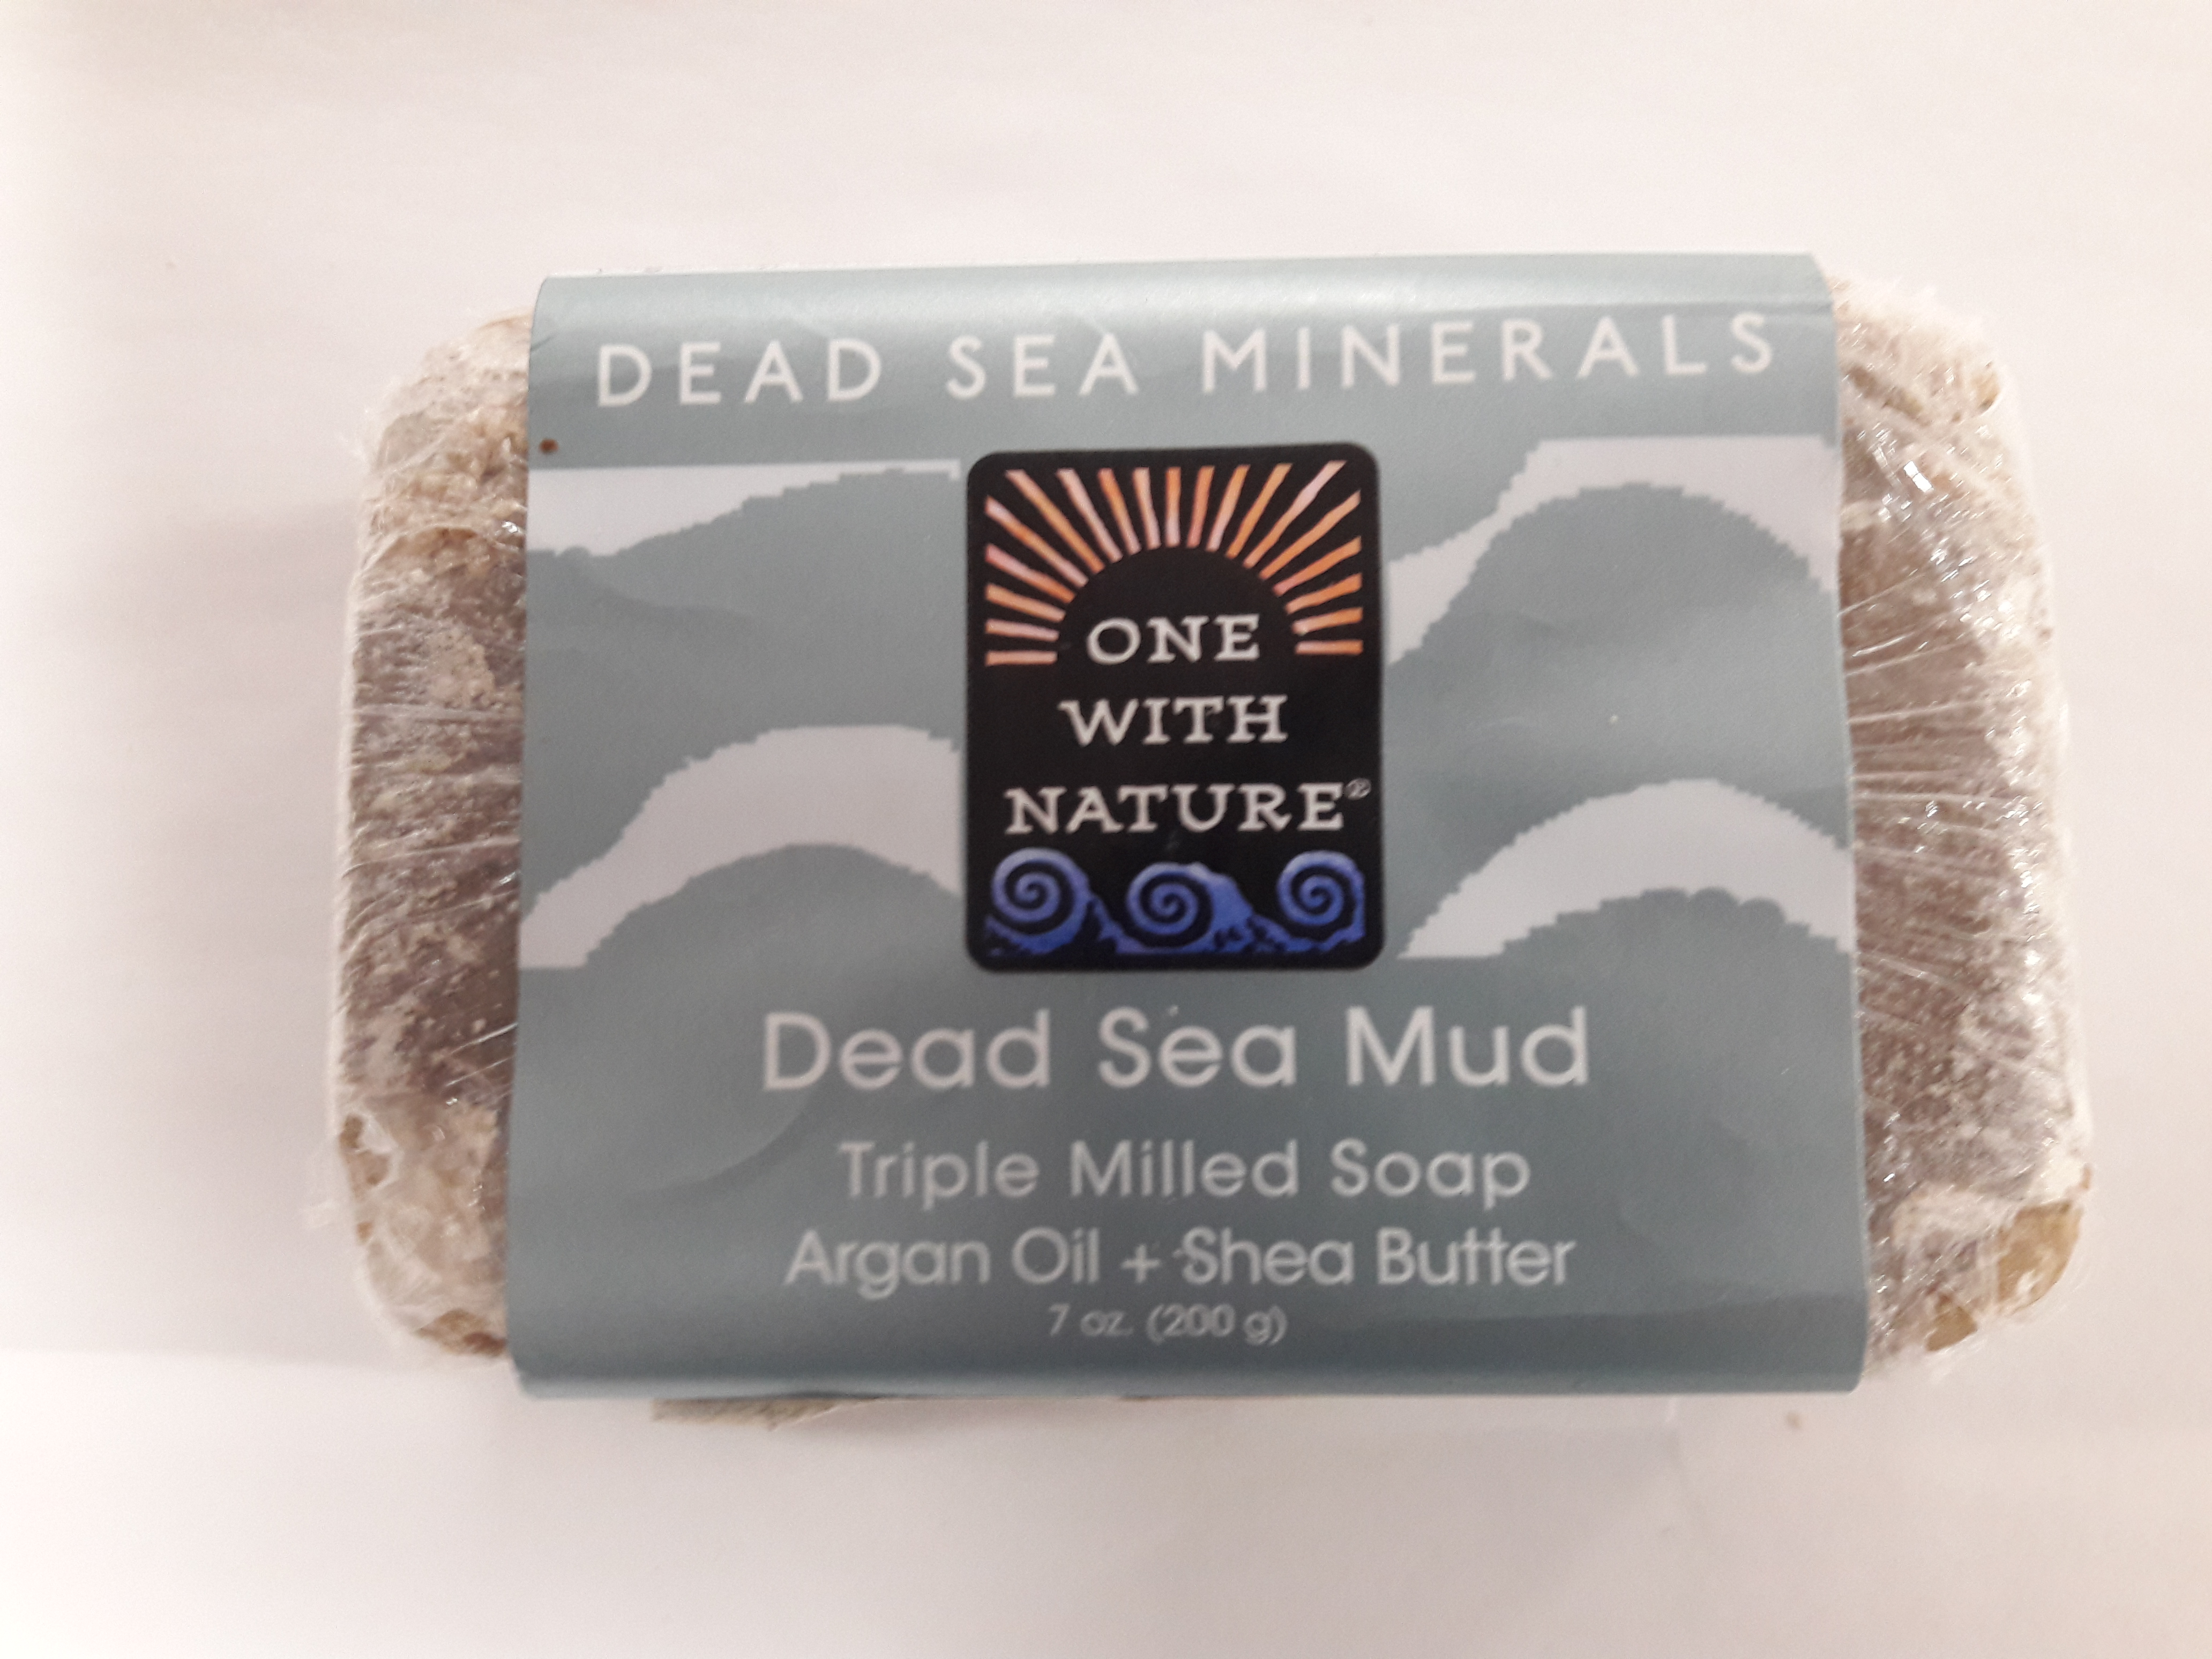 DEAD SEA MINERALS
ONE
WITH
NATURE®
Dead Sea Mud
Triple Milled Soap
Argan Oil + Shea Butter
7 oz. (200 g)